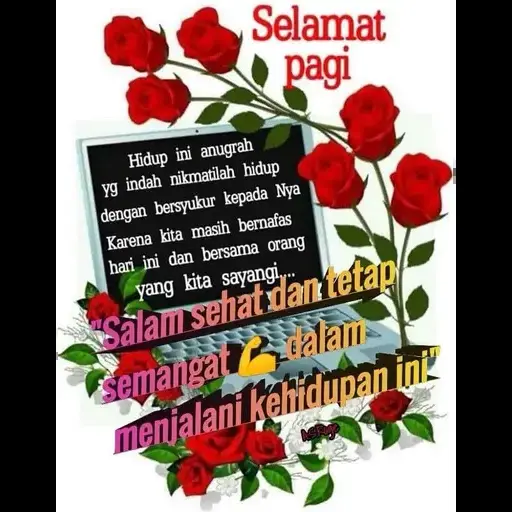 Selamat
pagi
Hidup ini anugrah
yg indah nikmatilah hidup
dengan bersyukur kepada Nya
Karena kita masih bernafas
hari ini dan bersama orang
yang kita sayangi....
"Salam sehat dan tetap
semangat 💪 dalam
menjalani kehidupan ini"